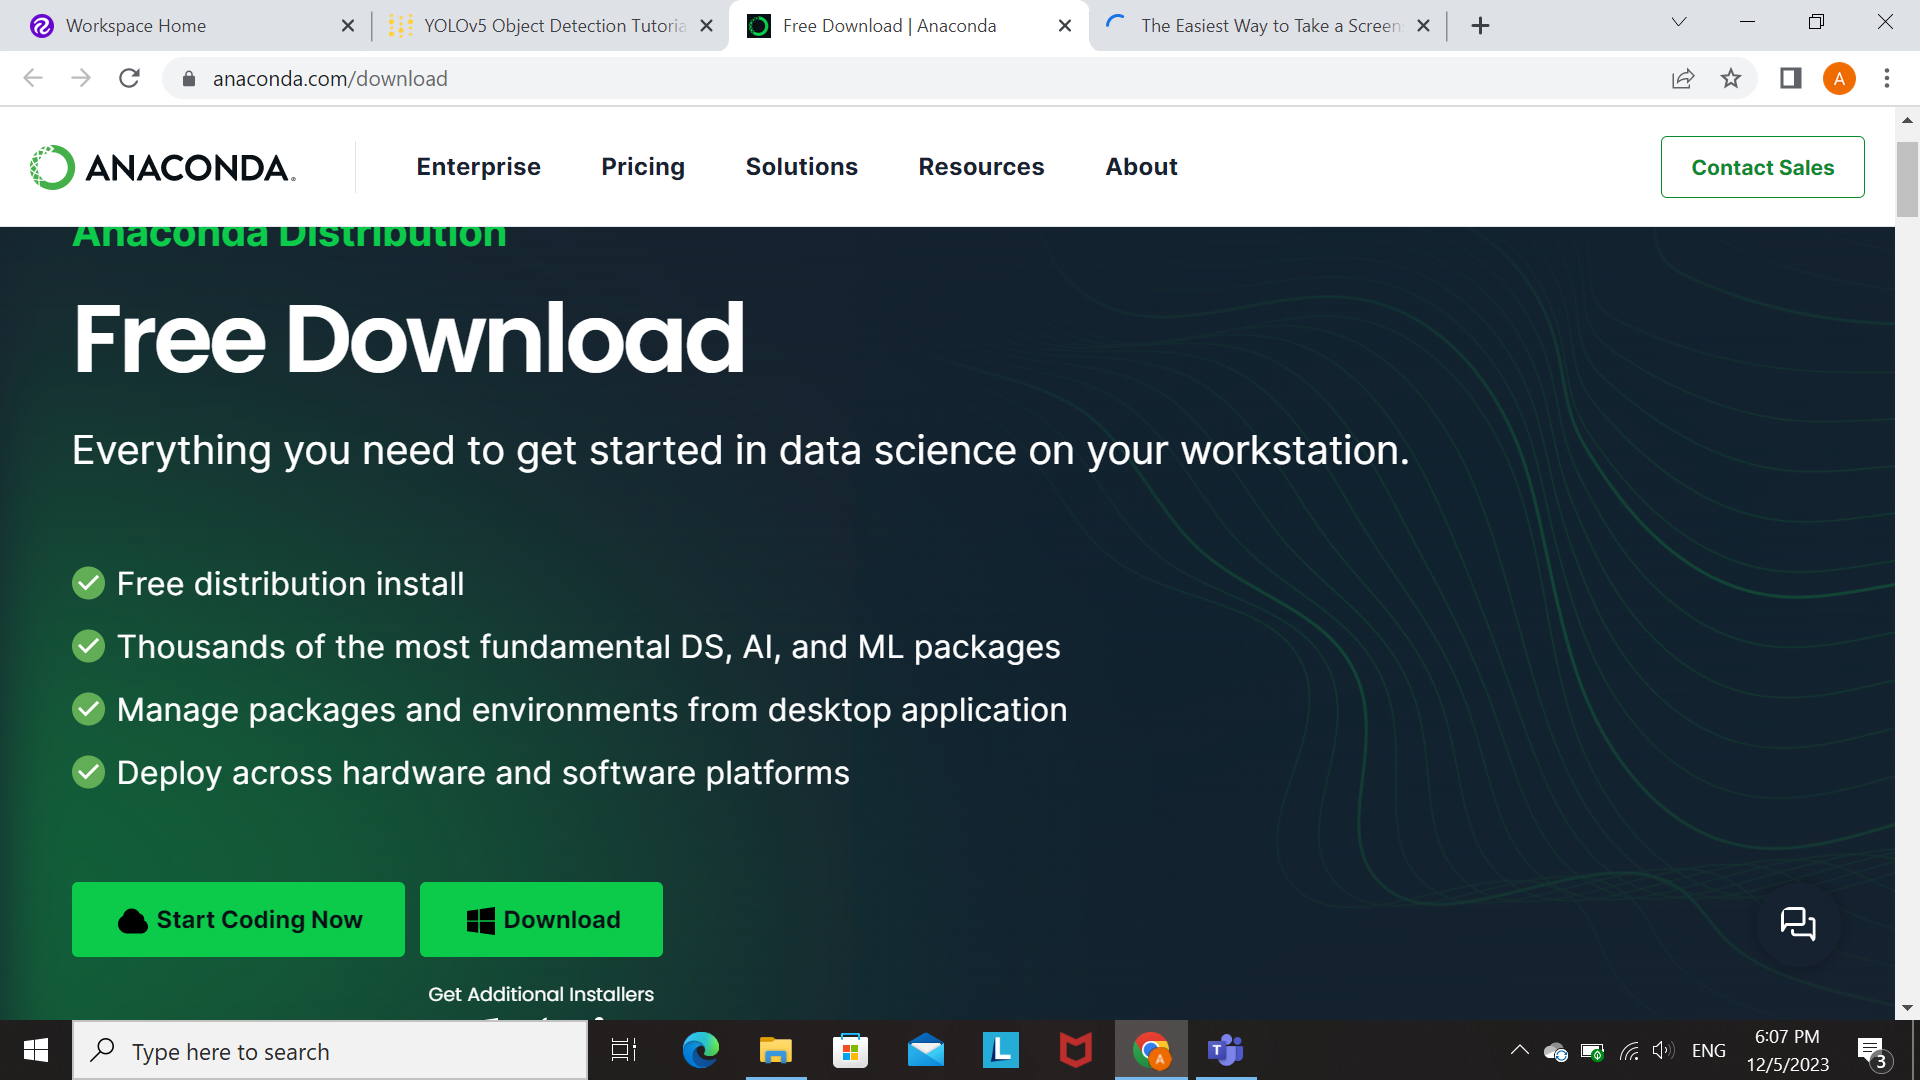 Workspace Home
YOLOv5 Object Detection Tutoria
Free Download | Anaconda
The Easiest Way to Take a Screen
anaconda.com/download
A
ANACONDA.
Enterprise
Pricing
Solutions
Resources
About
Contact Sales
Anaconda Distribution
Free Download
Everything you need to get started in data science on your workstation.
Free distribution install
Thousands of the most fundamental DS, AI, and ML packages
Manage packages and environments from desktop application
Deploy across hardware and software platforms
Start Coding Now
Download
Get Additional Installers
Type here to search
L
A
T
ENG
6:07 PM
12/5/2023
3